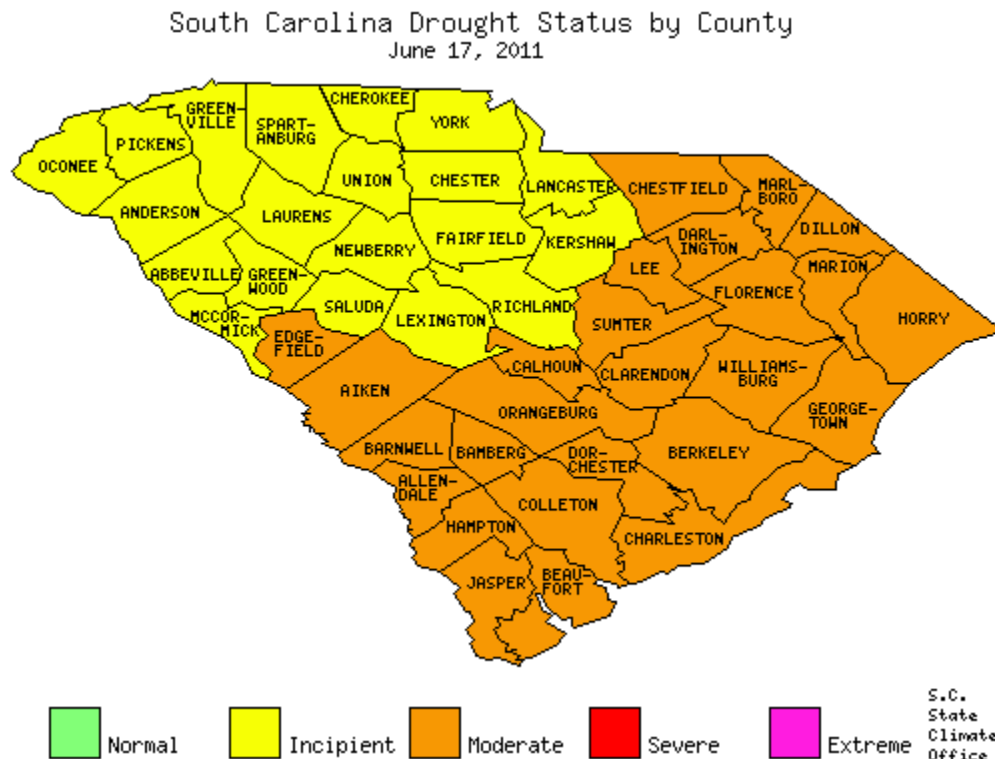 South Carolina Drought Status by County
June 17, 2011
CHEROKEE
GREEN-
VILLE
SPART-
ANBURG
YORK
PICKENS
OCONEE
UNION
CHESTER
LANCASTER
CHESTFIELD
MARL-
BORO
ANDERSON
LAURENS
NEWBERRY
FAIRFIELD
KERSHAW
DARL-
INGTON
DILLON
ABBEVILLE
GREEN-
WOOD
LEE
MARION
SALUDA
LEXINGTON
RICHLAND
FLORENCE
MCCOR-
MICK
SUMTER
HORRY
EDGE-
FIELD
AIKEN
CALHOUN
CLARENDON
WILLIAMS-
BURG
ORANGEBURG
GEORGE-
TOWN
BARNWELL
BAMBERG
DOR-
CHESTER
BERKELEY
ALLEN-
DALE
COLLETON
HAMPTON
CHARLESTON
JASPER
BEAU-
FORT
Normal
Incipient
Moderate
Severe
Extreme
S.C.
State
Climate
Office